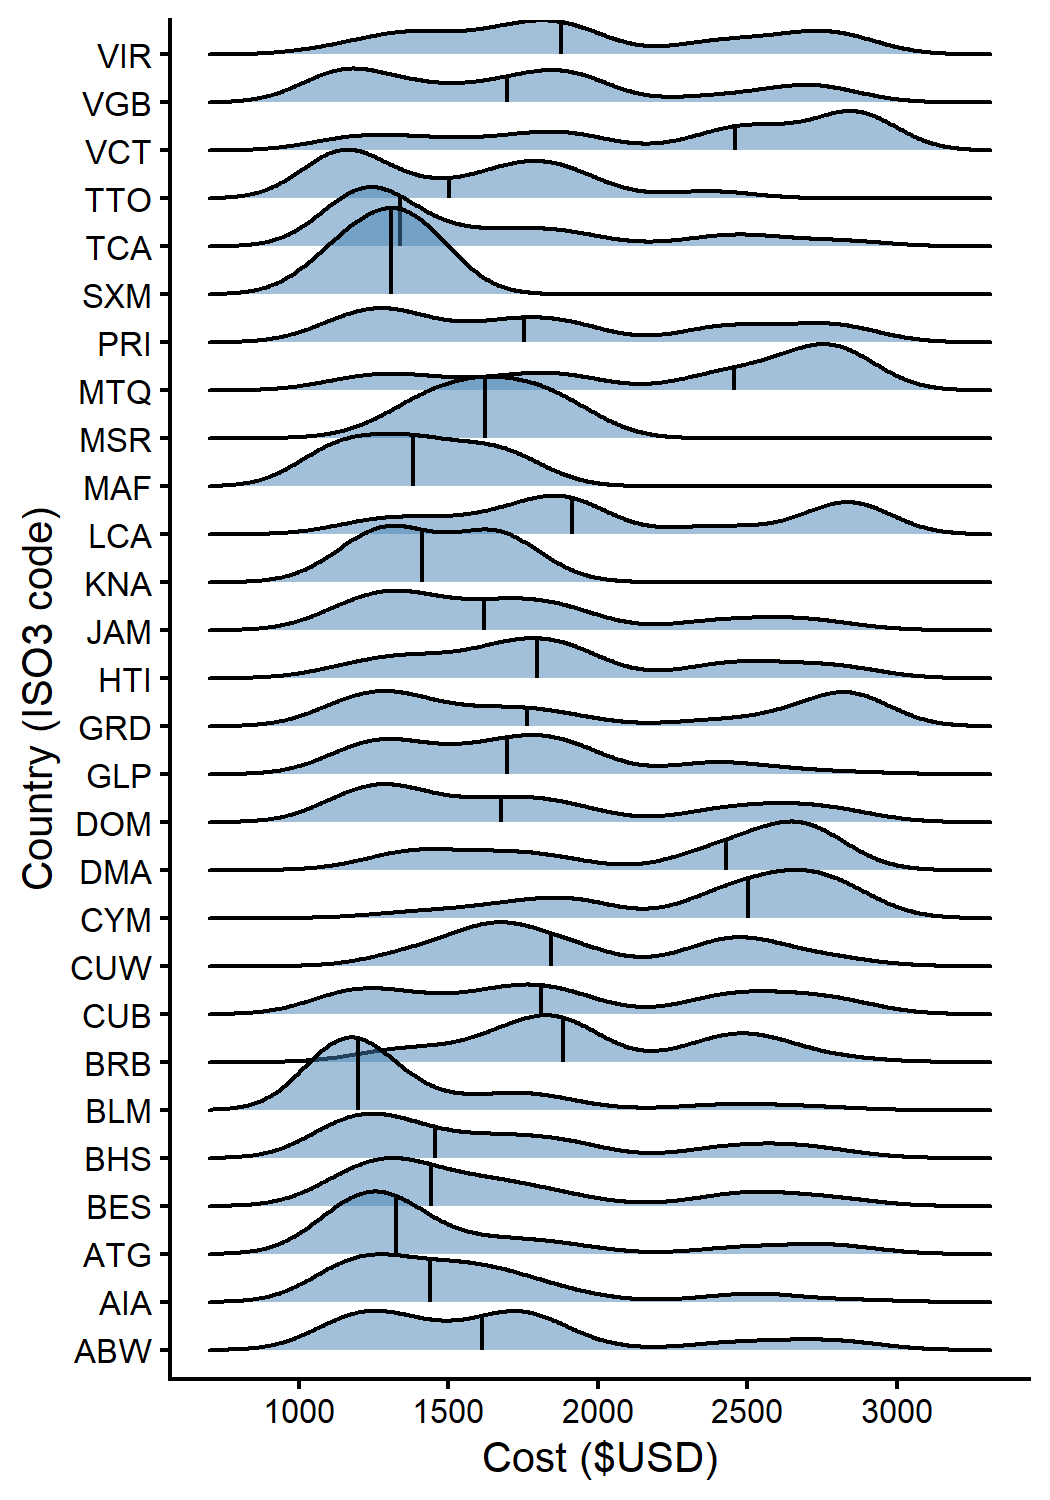 VIR
VGB
VCT
TTO
TCA
SXM
PRI
MTQ
MSR
MAF
LCA
KNA
JAM
HTI
GRD
GLP
DOM
DMA
CYM
CUW
CUB
BRB
BLM
BHS
BES
ATG
AIA
ABW
Country (ISO3 code)
1000 1500 2000 2500 3000
Cost ($USD)